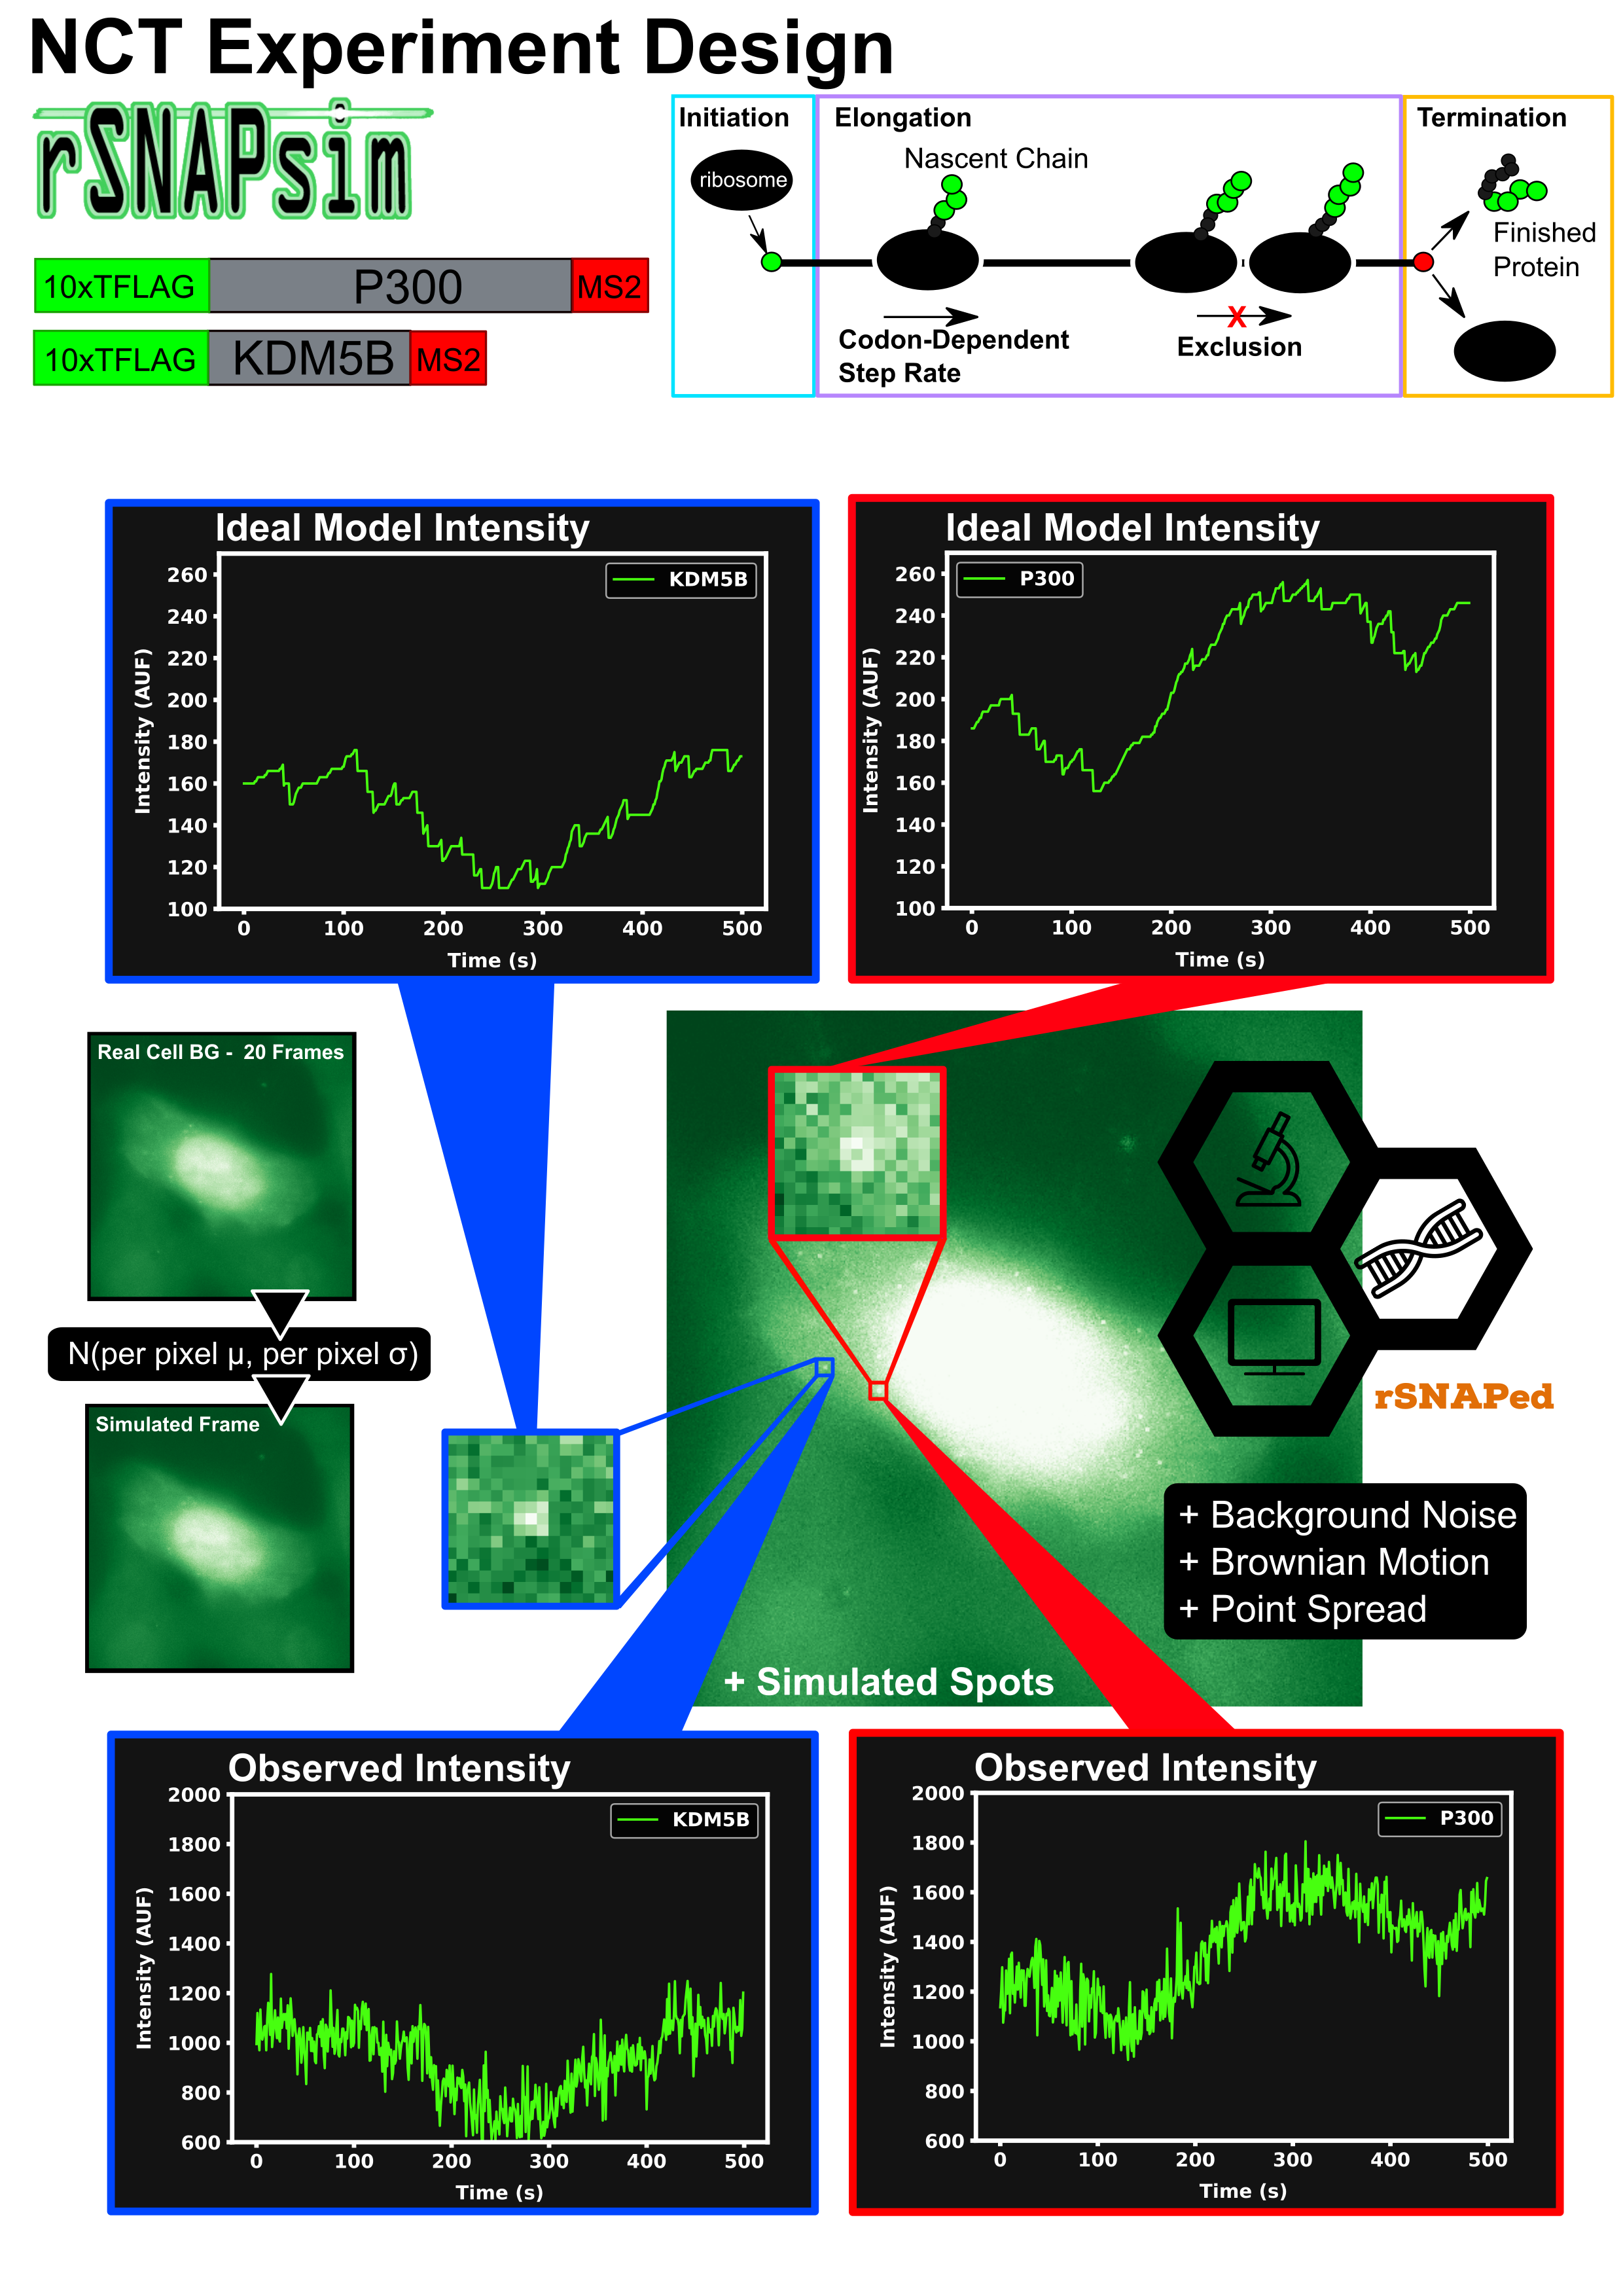 NCT Experiment Design
rSNAPsim
10xTFLAG P300 MS2
10xTFLAG KDM5B MS2
Initiation
ribosome
Elongation
Nascent Chain
Codon-Dependent
Step Rate
X
Exclusion
Termination
Finished
Protein
Ideal Model Intensity
KDM5B
Intensity (AUF)
260
240
220
200
180
160
140
120
100
0 100 200 300 400 500
Time (s)
Ideal Model Intensity
P300
Intensity (AUF)
260
240
220
200
180
160
140
120
100
0 100 200 300 400 500
Time (s)
Real Cell BG - 20 Frames
N(per pixel μ, per pixel σ)
Simulated Frame
rSNAPed
+ Background Noise
+ Brownian Motion
+ Point Spread
+ Simulated Spots
Observed Intensity
KDM5B
Intensity (AUF)
2000
1800
1600
1400
1200
1000
800
600
0 100 200 300 400 500
Time (s)
Observed Intensity
P300
Intensity (AUF)
2000
1800
1600
1400
1200
1000
800
600
0 100 200 300 400 500
Time (s)